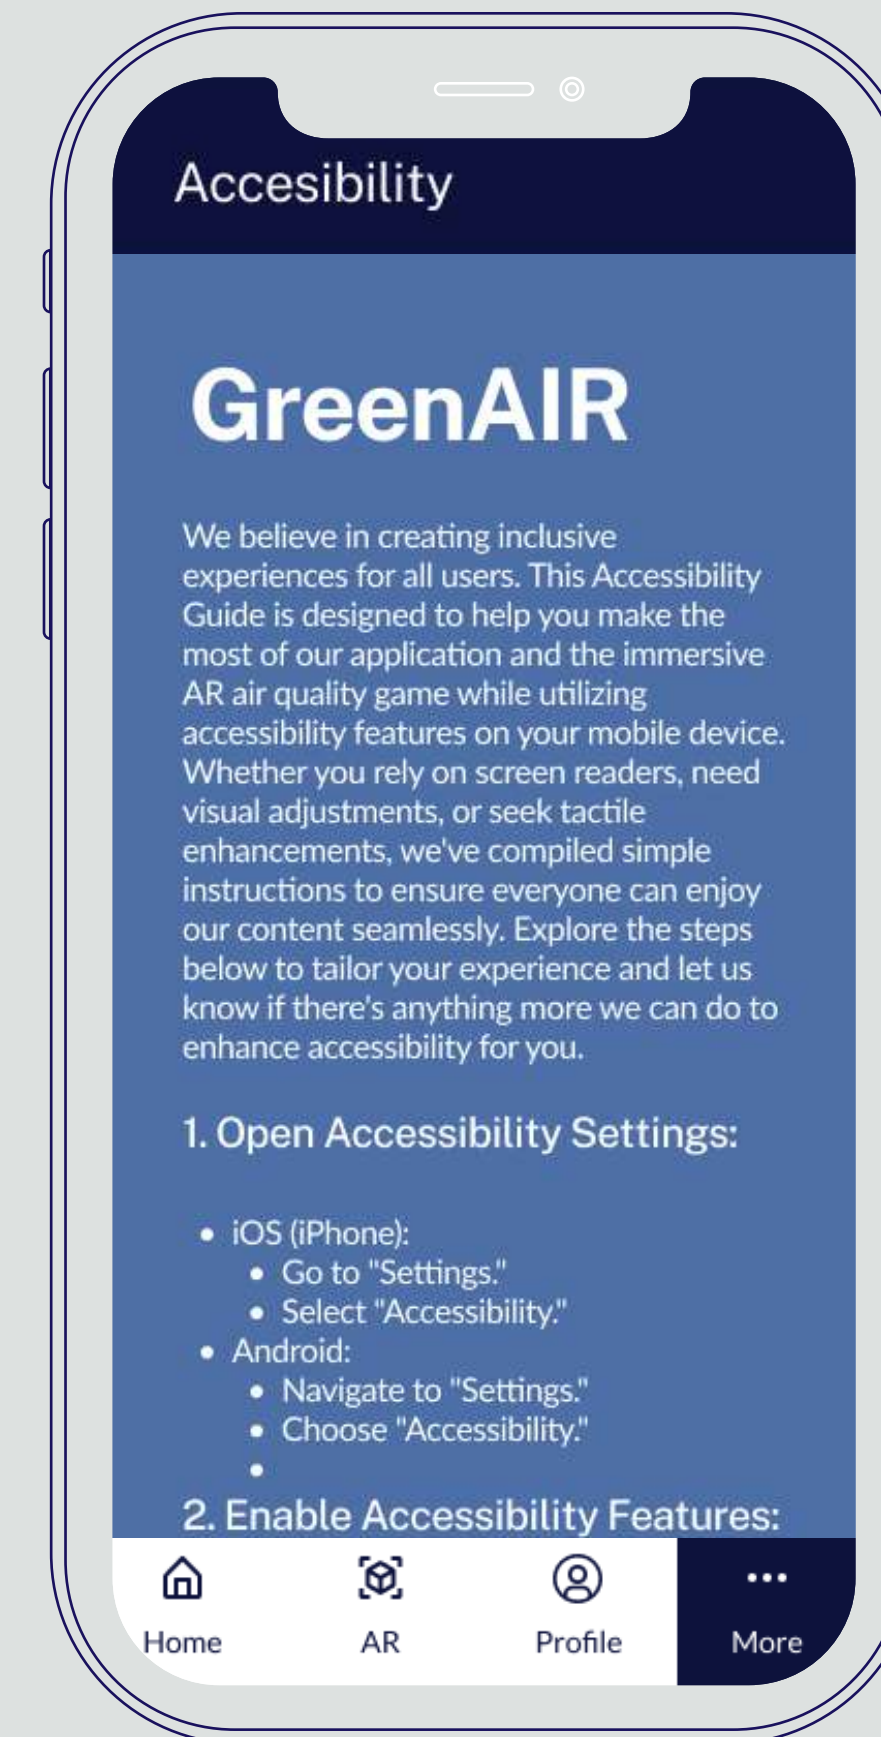 Accesibility
GreenAIR
We believe in creating inclusive
experiences for all users. This Accessibility
Guide is designed to help you make the
most of our application and the immersive
AR air quality game while utilizing
accessibility features on your mobile device.
Whether you rely on screen readers, need
visual adjustments, or seek tactile
enhancements, we've compiled simple
instructions to ensure everyone can enjoy
our content seamlessly. Explore the steps
below to tailor your experience and let us
know if there's anything more we can do to
enhance accessibility for you.
1. Open Accessibility Settings:
• iOS (iPhone):
• Go to "Settings."
• Select "Accessibility."
• Android:
• Navigate to "Settings."
• Choose "Accessibility."
•
2. Enable Accessibility Features:
Home AR Profile More